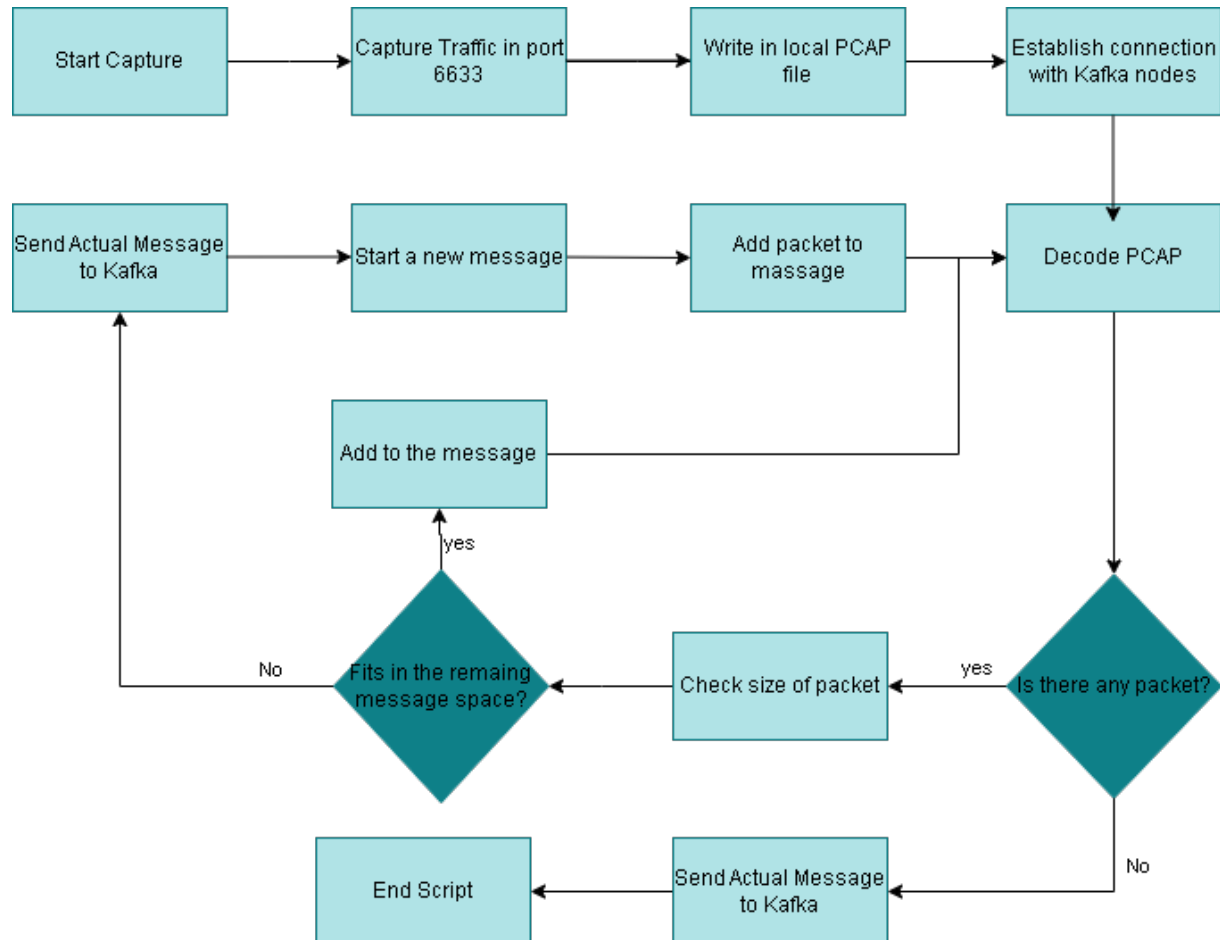 Start Capture
Capture Traffic in port
6633
Write in local PCAP
file
Establish connection
with Kafka nodes
Send Actual Message
to Kafka
Start a new message
Add packet to
massage
Decode PCAP
Add to the message
yes
Fits in the remaing
message space?
No
Check size of packet
yes
Is there any packet?
No
Send Actual Message
to Kafka
End Script